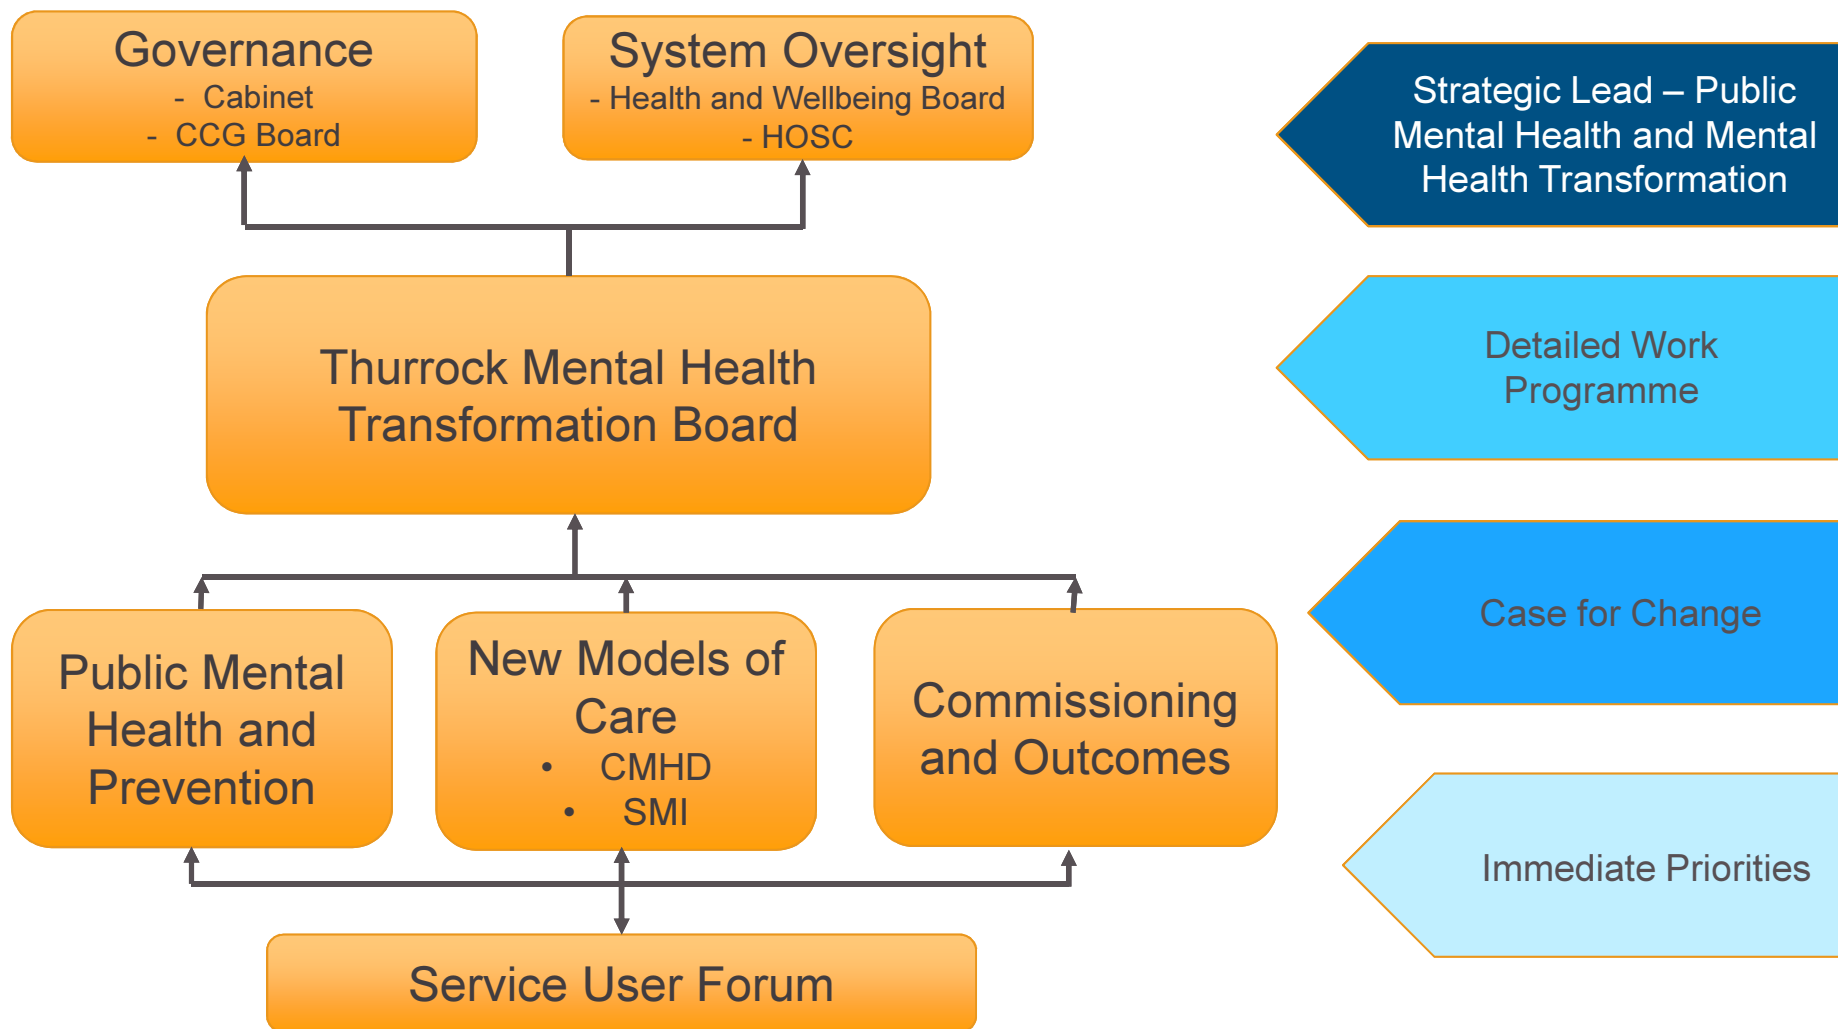 Governance
- Cabinet
- CCG Board
System Oversight
- Health and Wellbeing Board
- HOSC
Strategic Lead – Public
Mental Health and Mental
Health Transformation
Thurrock Mental Health
Transformation Board
Detailed Work
Programme
Public Mental
Health and
Prevention
New Models of
Care
• CMHD
• SMI
Commissioning
and Outcomes
Case for Change
Immediate Priorities
Service User Forum